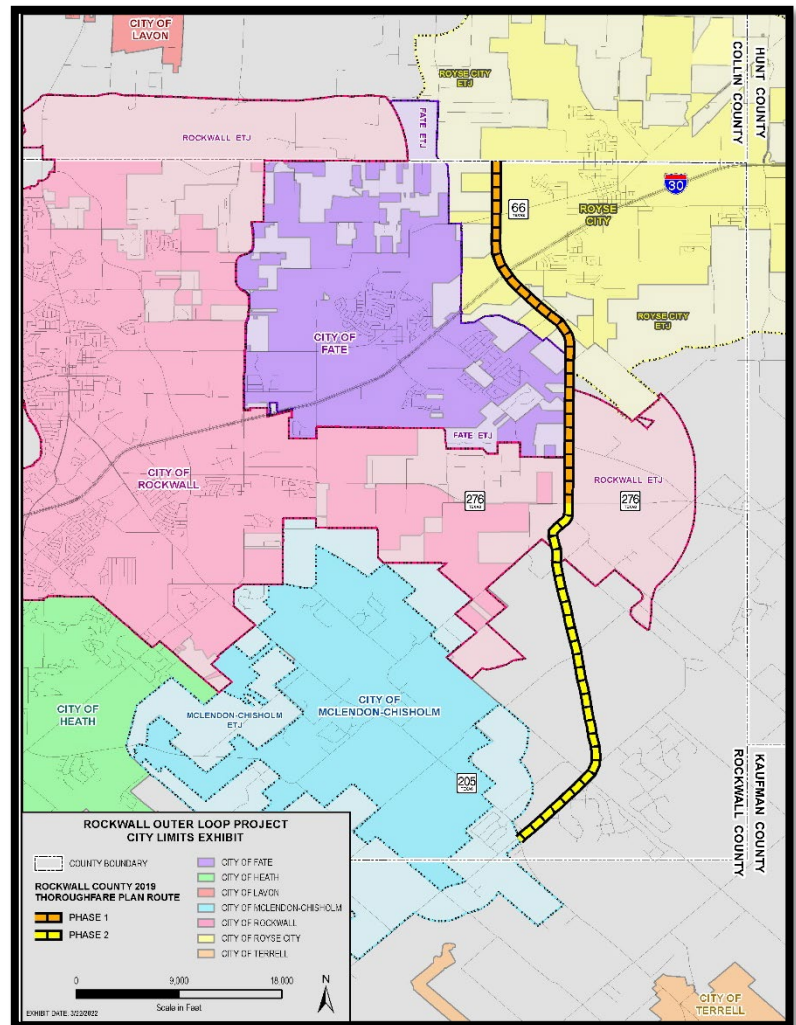 CITY OF
LAVON
ROYSE CITY
ETJ
HUNT COUNTY
COLLIN COUNTY
ROCKWALL ETJ
FATE ETJ
66
TEXAS
30
ROYSE
CITY
ROYSE CITY
ETJ
CITY OF
FATE
FATE ETJ
CITY OF
ROCKWALL
276
TEXAS
ROCKWALL ETJ
276
TEXAS
CITY OF
HEATH
MCLENDON-CHISHOLM
ETJ
CITY OF
MCLENDON-CHISHOLM
205
TEXAS
KAUFMAN COUNTY
ROCKWALL COUNTY
ROCKWALL OUTER LOOP PROJECT
CITY LIMITS EXHIBIT
COUNTY BOUNDARY
ROCKWALL COUNTY 2019
THOROUGHFARE PLAN ROUTE
PHASE 1
PHASE 2
CITY OF FATE
CITY OF HEATH
CITY OF LAVON
CITY OF MCLENDON-CHISHOLM
CITY OF ROCKWALL
CITY OF ROYSE CITY
CITY OF TERRELL
0 9,000 18,000
Scale in Feet
N
EXHIBIT DATE: 3/22/2022
CITY OF
TERRELL